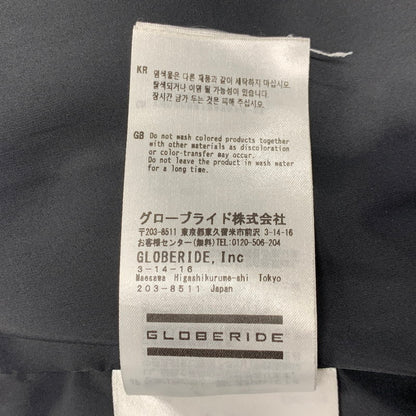 KR 염색물은 다른 제품과 같이 세탁하지 마십시오.
탈색되거나 이염 될 가능성이 있습니다.
장시간 담가 두는 것은 피해 주십시오.
GB Do not wash colored products together
with other materials as discoloration
or color-transfer may occur.
Do not leave the product in wash water
for a long time.
グローブライド株式会社
〒203-8511 東京都東久留米市前沢 3-14-16
お客様センター(無料)TEL:0120-506-204
GLOBERIDE, Inc
3-14-16
Maesawa Higashikurume-shi Tokyo
203-8511 Japan
GLOBERIDE